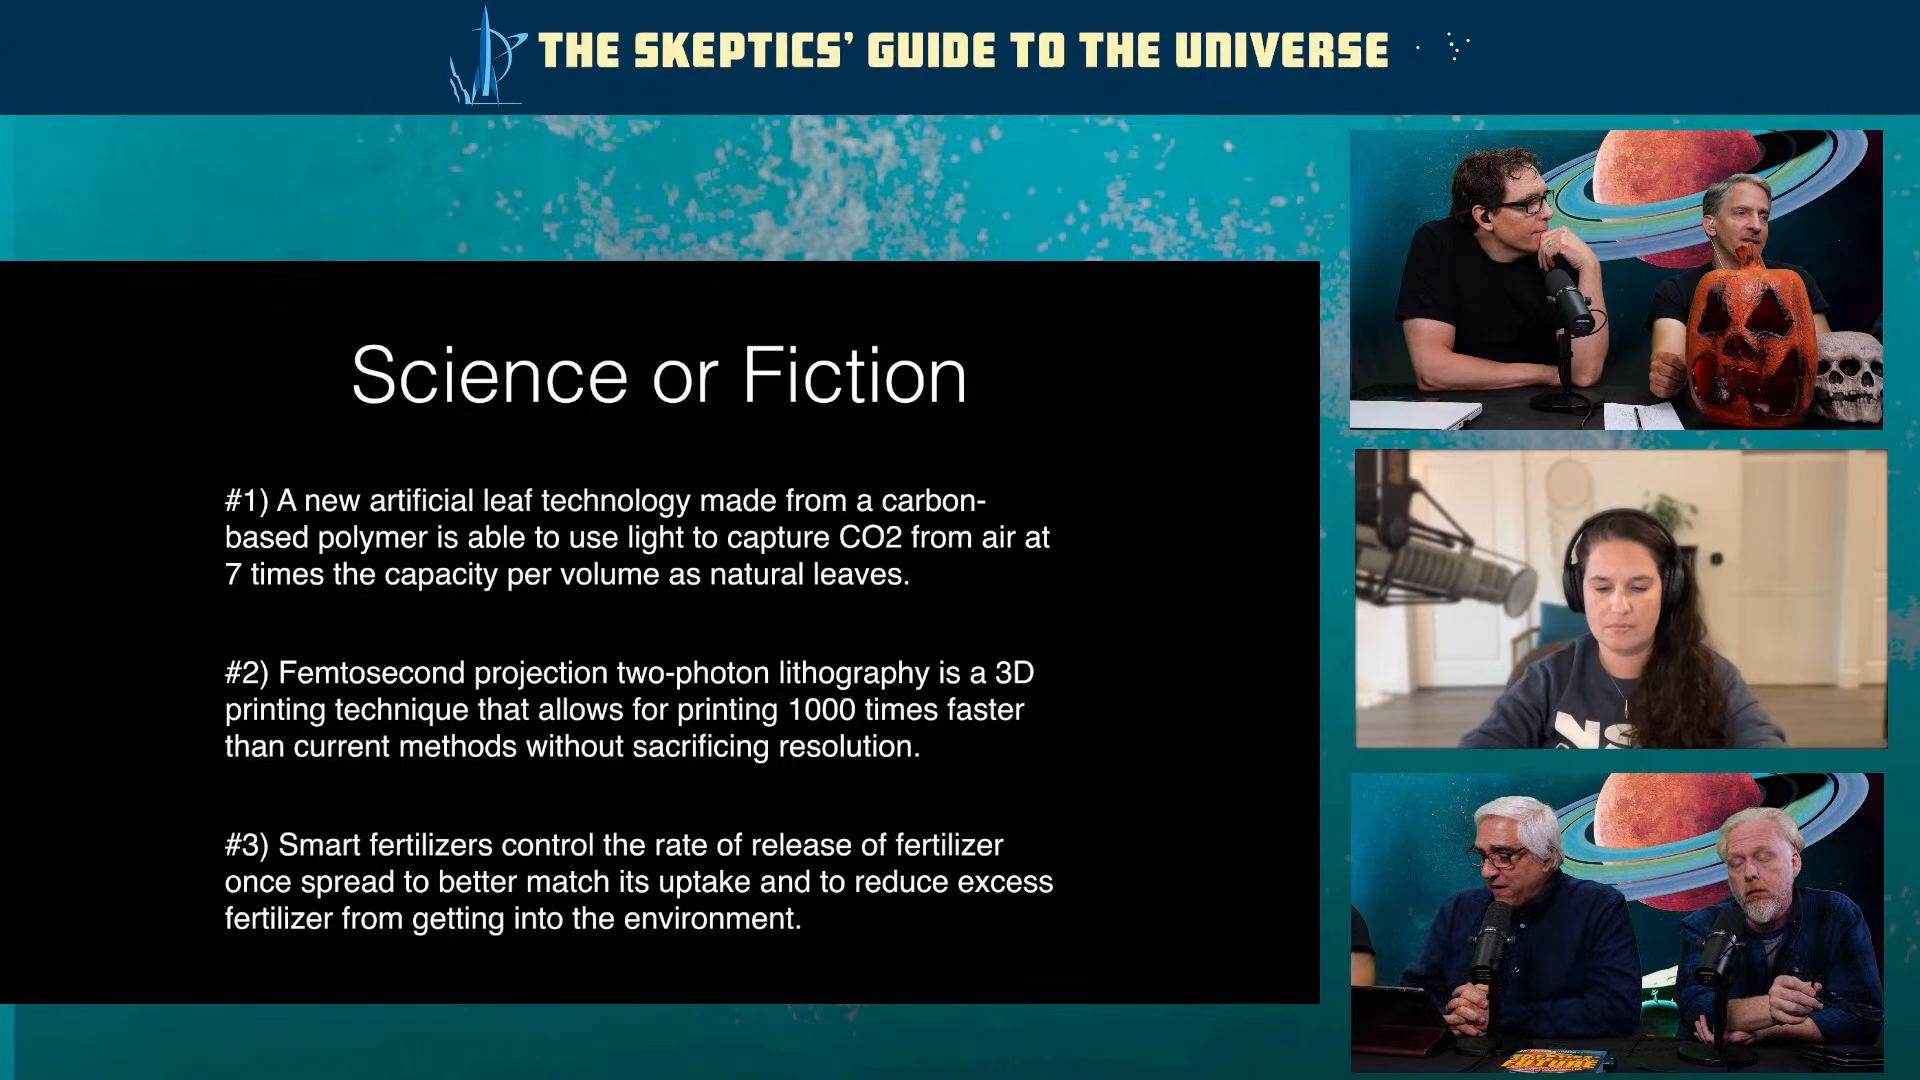 THE SKEPTICS' GUIDE TO THE UNIVERSE
Science or Fiction
#1) A new artificial leaf technology made from a carbon-
based polymer is able to use light to capture CO2 from air at
7 times the capacity per volume as natural leaves.
#2) Femtosecond projection two-photon lithography is a 3D
printing technique that allows for printing 1000 times faster
than current methods without sacrificing resolution.
#3) Smart fertilizers control the rate of release of fertilizer
once spread to better match its uptake and to reduce excess
fertilizer from getting into the environment.
FUTURE